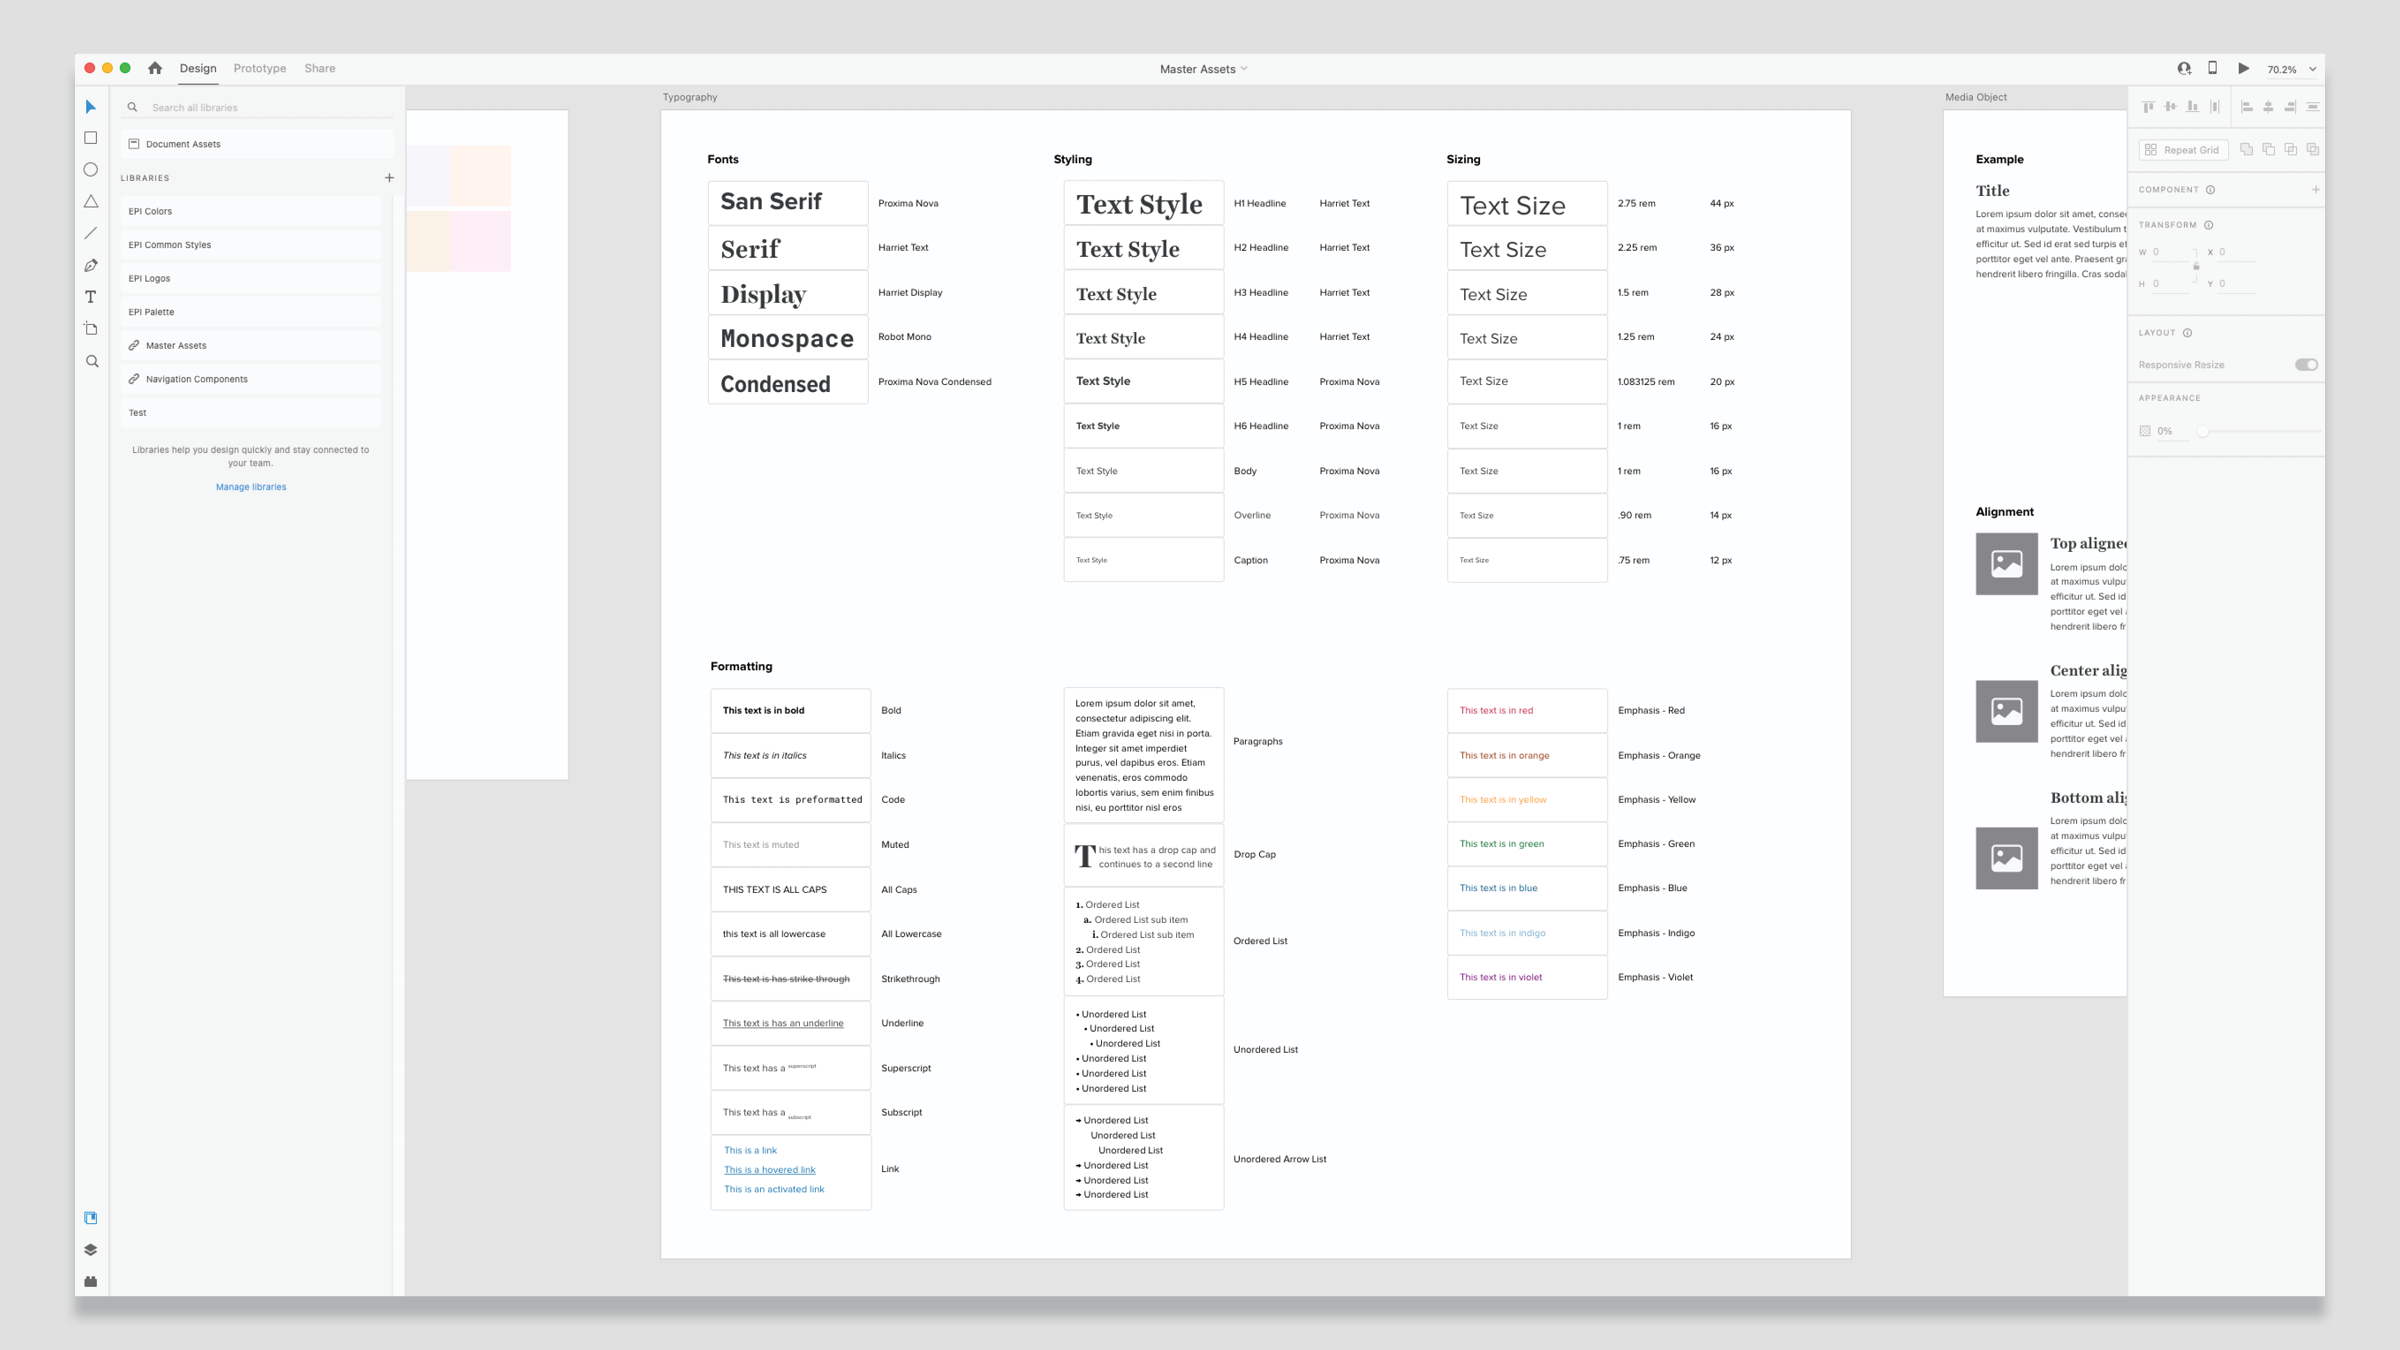 Design Prototype Share
Master Assets
70.2%
Search all libraries
Document Assets
LIBRARIES
EPI Colors
EPI Common Styles
EPI Logos
EPI Palette
Master Assets
Navigation Components
Test
Libraries help you design quickly and stay connected to
your team.
Manage libraries
Typography
Fonts
San Serif Proxima Nova
Serif Harriet Text
Display Harriet Display
Monospace Robot Mono
Condensed Proxima Nova Condensed
Styling
Text Style H1 Headline Harriet Text
Text Style H2 Headline Harriet Text
Text Style H3 Headline Harriet Text
Text Style H4 Headline Harriet Text
Text Style H5 Headline Proxima Nova
Text Style H6 Headline Proxima Nova
Text Style Body Proxima Nova
Text Style Overline Proxima Nova
Text Style Caption Proxima Nova
Sizing
Text Size 2.75 rem 44 px
Text Size 2.25 rem 36 px
Text Size 1.5 rem 28 px
Text Size 1.25 rem 24 px
Text Size 1.083125 rem 20 px
Text Size 1 rem 16 px
Text Size 1 rem 16 px
Text Size .90 rem 14 px
Text Size .75 rem 12 px
Formatting
This text is in bold Bold
This text is in italics Italics
This text is preformatted Code
This text is muted Muted
THIS TEXT IS ALL CAPS All Caps
this text is all lowercase All Lowercase
This text is has strike through Strikethrough
This text is has an underline Underline
This text has a superscript Superscript
This text has a subscript Subscript
This is a link
This is a hovered link
This is an activated link
Link
Lorem ipsum dolor sit amet,
consectetur adipiscing elit.
Etiam gravida eget nisi in porta.
Integer sit amet imperdiet
purus, vel dapibus eros. Etiam
venenatis, eros commodo
lobortis varius, sem enim finibus
nisi, eu porttitor nisl eros
Paragraphs
This text has a drop cap and
continues to a second line
Drop Cap
1. Ordered List
a. Ordered List sub item
i. Ordered List sub item
2. Ordered List
3. Ordered List
4. Ordered List
Ordered List
• Unordered List
• Unordered List
• Unordered List
• Unordered List
• Unordered List
• Unordered List
Unordered List
→ Unordered List
Unordered List
Unordered List
→ Unordered List
→ Unordered List
→ Unordered List
Unordered Arrow List
This text is in red Emphasis - Red
This text is in orange Emphasis - Orange
This text is in yellow Emphasis - Yellow
This text is in green Emphasis - Green
This text is in blue Emphasis - Blue
This text is in indigo Emphasis - Indigo
This text is in violet Emphasis - Violet
Media Object
Example
Title
Lorem ipsum dolor sit amet, conse
at maximus vulputate. Vestibulum t
efficitur ut. Sed id erat sed turpis et
porttitor eget vel ante. Praesent gra
hendrerit libero fringilla. Cras sodal
Alignment
Top aligned
Lorem ipsum dolo
at maximus vulpu
efficitur ut. Sed id
porttitor eget vel
hendrerit libero fr
Center alig
Lorem ipsum dolo
at maximus vulpu
efficitur ut. Sed id
porttitor eget vel
hendrerit libero fr
Bottom alig
Lorem ipsum dolo
at maximus vulpu
efficitur ut. Sed id
porttitor eget vel
hendrerit libero fr
Repeat Grid
COMPONENT
TRANSFORM
W 0 X 0
H 0 Y 0
LAYOUT
Responsive Resize
APPEARANCE
0%